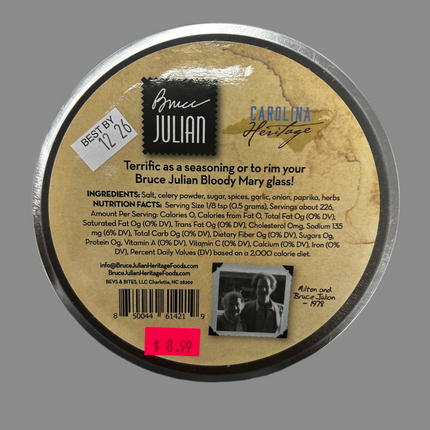 Bruce
JULIAN
CAROLINA
Heritage
BEST BY
12 26
Terrific as a seasoning or to rim your
Bruce Julian Bloody Mary glass!
INGREDIENTS: Salt, celery powder, sugar, spices, garlic, onion, paprika, herbs
NUTRITION FACTS: Serving Size 1/8 tsp (0.5 grams), Servings about 226,
Amount Per Serving: Calories 0, Calories from Fat 0, Total Fat 0g (0% DV),
Saturated Fat 0g (0% DV), Trans Fat 0g (0% DV), Cholesterol 0mg, Sodium 135
mg (6% DV), Total Carb 0g (0% DV), Dietary Fiber 0g (0% DV), Sugars 0g,
Protein 0g, Vitamin A (0% DV), Vitamin C (0% DV), Calcium (0% DV), Iron (0%
DV), Percent Daily Values (DV) based on a 2,000 calorie diet.
info@BruceJulianHeritageFoods.com
BruceJulianHeritageFoods.com
BEVS & BITES, LLC Charlotte, NC 28209
8 50044 61421 9
Milton and
Bruce Julian
- 1978
$ 8.99